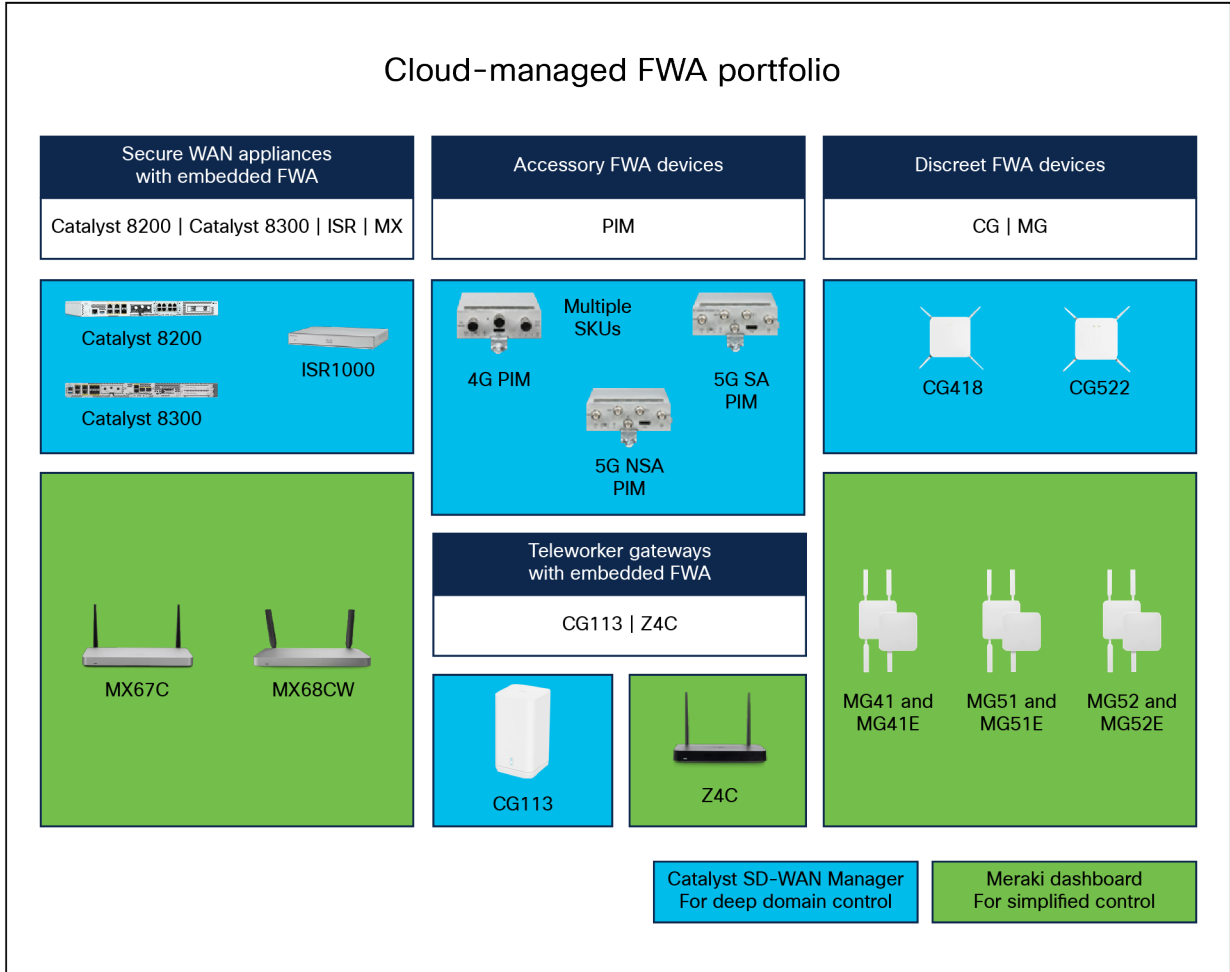 Cloud-managed FWA portfolio
Secure WAN appliances
with embedded FWA
Catalyst 8200 | Catalyst 8300 | ISR | MX
Catalyst 8200
ISR1000
Catalyst 8300
MX67C
MX68CW
Accessory FWA devices
PIM
Multiple
SKUs
4G PIM
5G SA
PIM
5G NSA
PIM
Teleworker gateways
with embedded FWA
CG113 | Z4C
CG113
Z4C
Discreet FWA devices
CG | MG
CG418
CG522
MG41 and
MG41E
MG51 and
MG51E
MG52 and
MG52E
Catalyst SD-WAN Manager
For deep domain control
Meraki dashboard
For simplified control